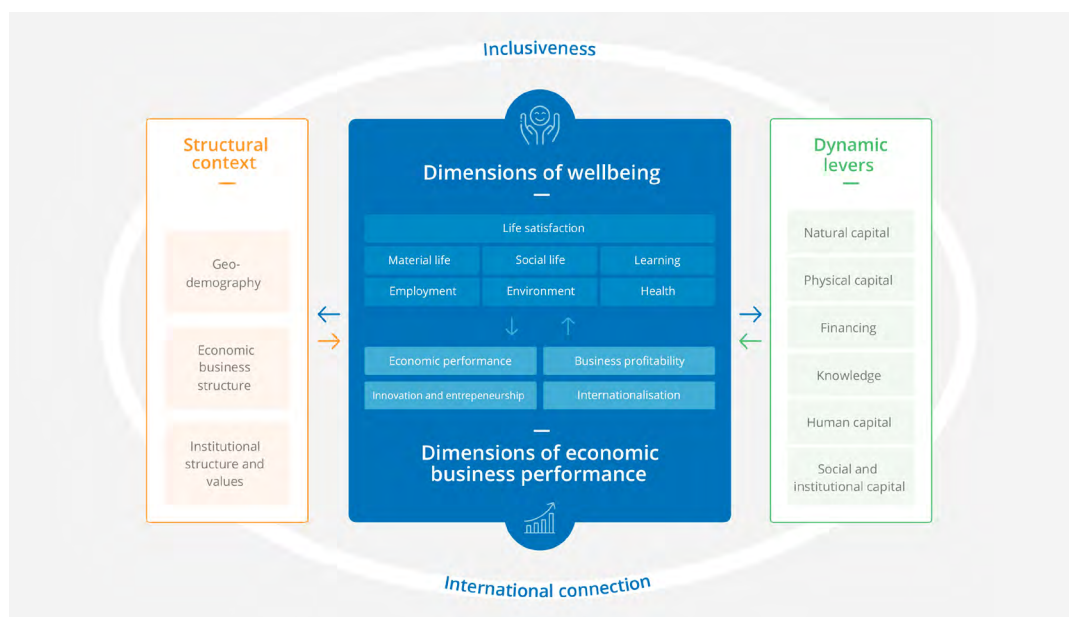 Inclusiveness
Structural
context
Geo-
demography
Economic
business
structure
Institutional
structure and
values
Dimensions of wellbeing
Life satisfaction
Material life
Social life
Learning
Employment
Environment
Health
Economic performance
Business profitability
Innovation and entrepeneurship
Internationalisation
Dimensions of economic
business performance
Dynamic
levers
Natural capital
Physical capital
Financing
Knowledge
Human capital
Social and
institutional capital
International connection